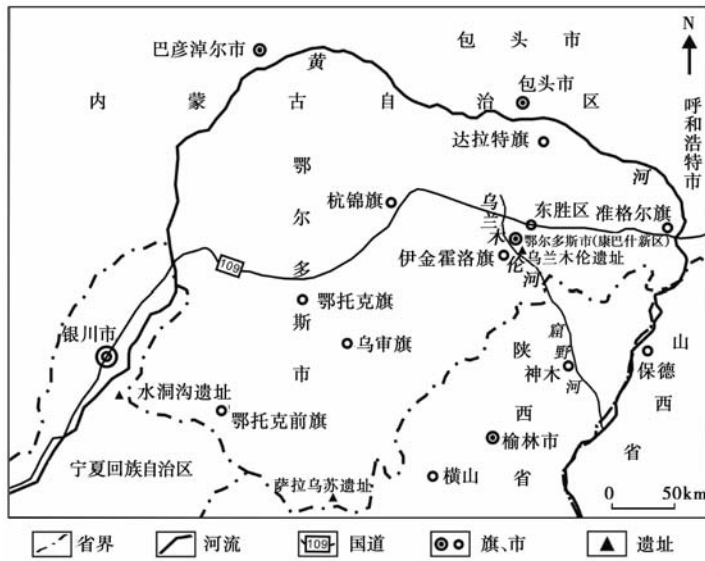 包头市
N
巴彦淖尔市
黄
包头市
内蒙古自治区
呼和浩特市
达拉特旗
河
鄂尔多斯市
杭锦旗
乌兰木伦河
东胜区
准格尔旗
鄂尔多斯市(康巴什新区)
乌兰木伦遗址
伊金霍洛旗
109
鄂托克旗
银川市
乌审旗
陕西省
窟野河
神木
保德
山西省
水洞沟遗址
鄂托克前旗
榆林市
宁夏回族自治区
萨拉乌苏遗址
横山
0 50km
省界
河流
109
国道
旗、市
遗址